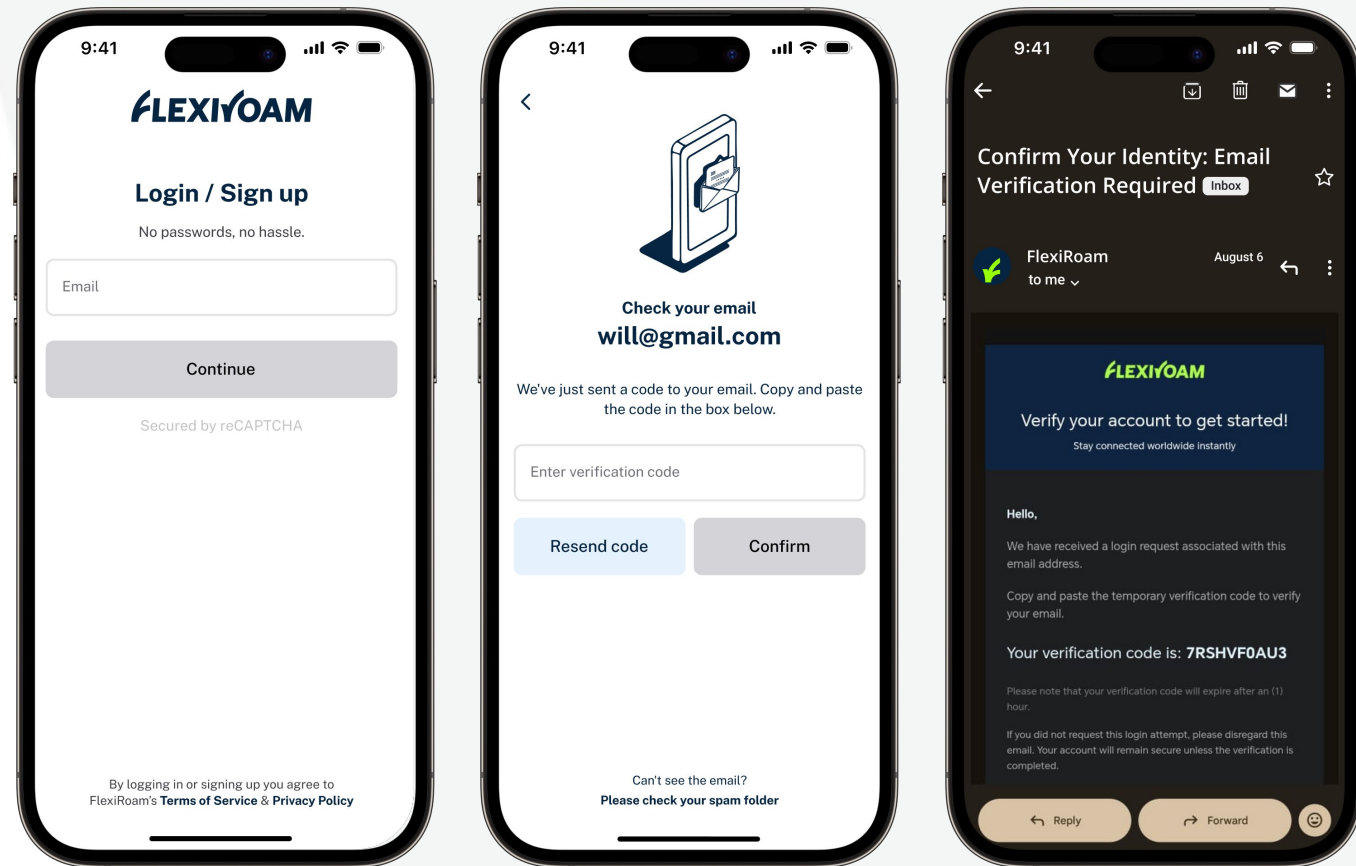 9:41
FLEXIROAM
Login / Sign up
No passwords, no hassle.
Email
Continue
Secured by reCAPTCHA
By logging in or signing up you agree to
FlexiRoam's Terms of Service & Privacy Policy
9:41
Check your email
will@gmail.com
We've just sent a code to your email. Copy and paste
the code in the box below.
Enter verification code
Resend code
Confirm
Can't see the email?
Please check your spam folder
9:41
Confirm Your Identity: Email
Verification Required Inbox
FlexiRoam
August 6
to me
FLEXIROAM
Verify your account to get started!
Stay connected worldwide instantly
Hello,
We have received a login request associated with this
email address.
Copy and paste the temporary verification code to verify
your email.
Your verification code is: 7RSHVF0AU3
Please note that your verification code will expire after an (1)
hour.
If you did not request this login attempt, please disregard this
email. Your account will remain secure unless the verification is
completed.
Reply
Forward